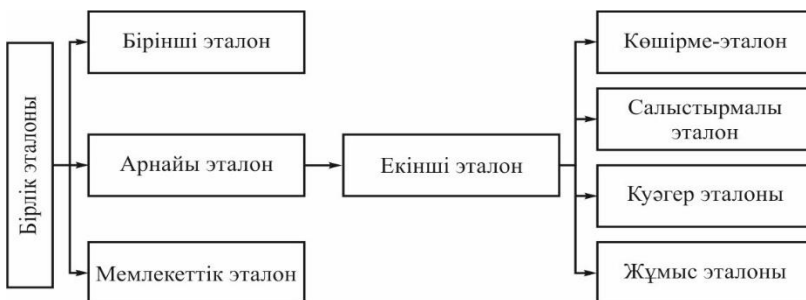 Бірлік эталоны
Бірінші эталон
Арнайы эталон
Мемлекеттік эталон
Екінші эталон
Көшірме-эталон
Салыстырмалы
эталон
Куәгер эталоны
Жұмыс эталоны